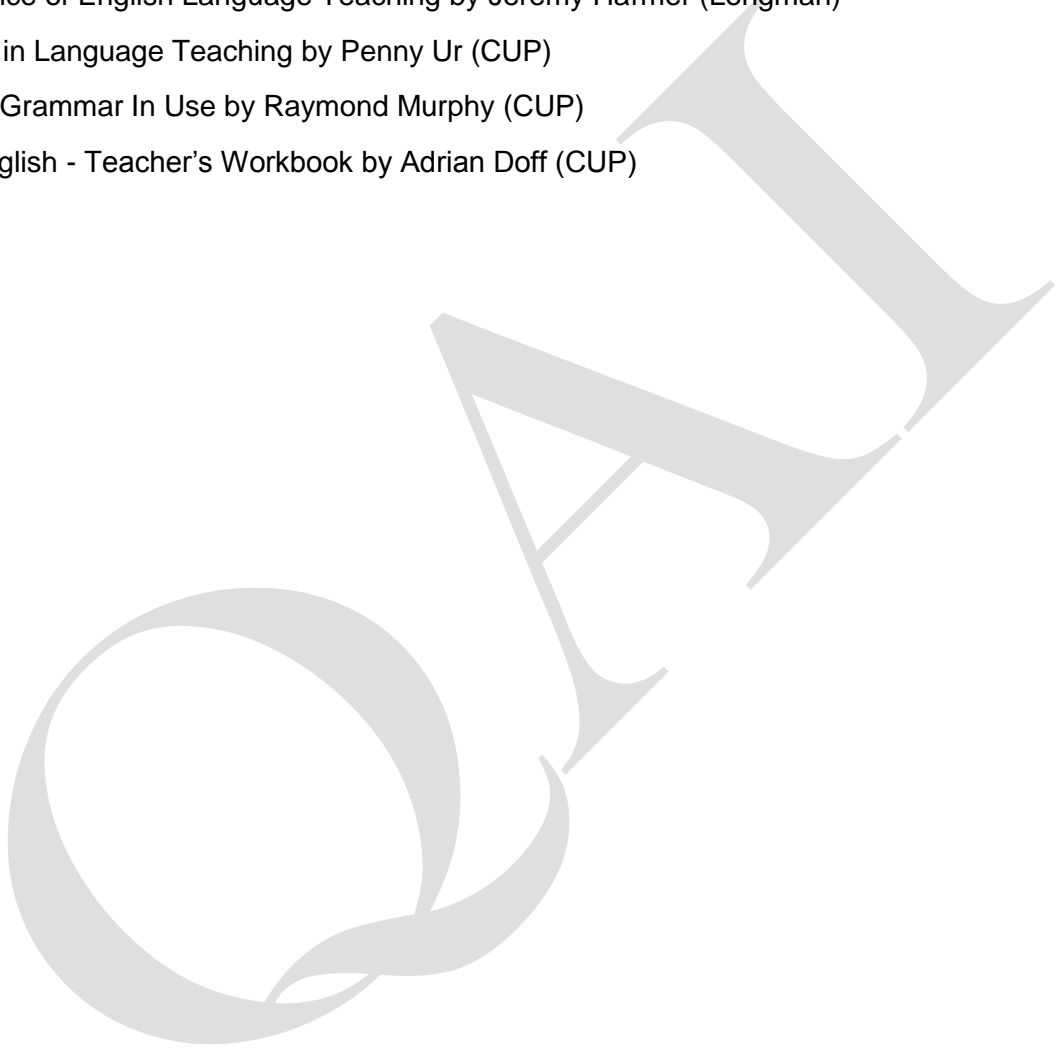 ice of English Language Teaching by Jeremy Harmer (Longman)
in Language Teaching by Penny Ur (CUP)
Grammar In Use by Raymond Murphy (CUP)
glish - Teacher’s Workbook by Adrian Doff (CUP)
QAI